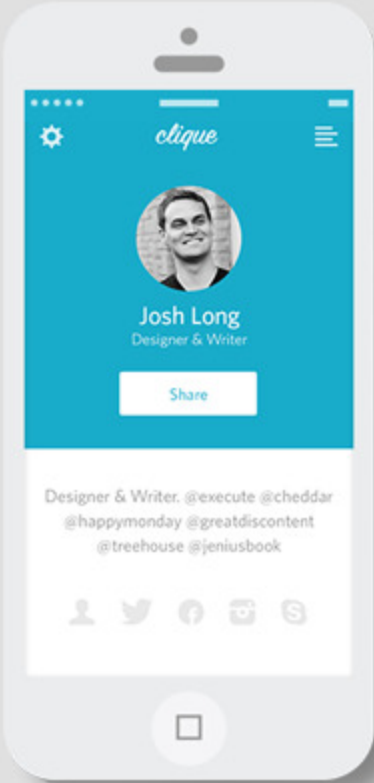 clique
Josh Long
Designer & Writer
Share
Designer & Writer. @execute @cheddar
@happymonday @greatdiscontent
@treehouse @jeniusbook